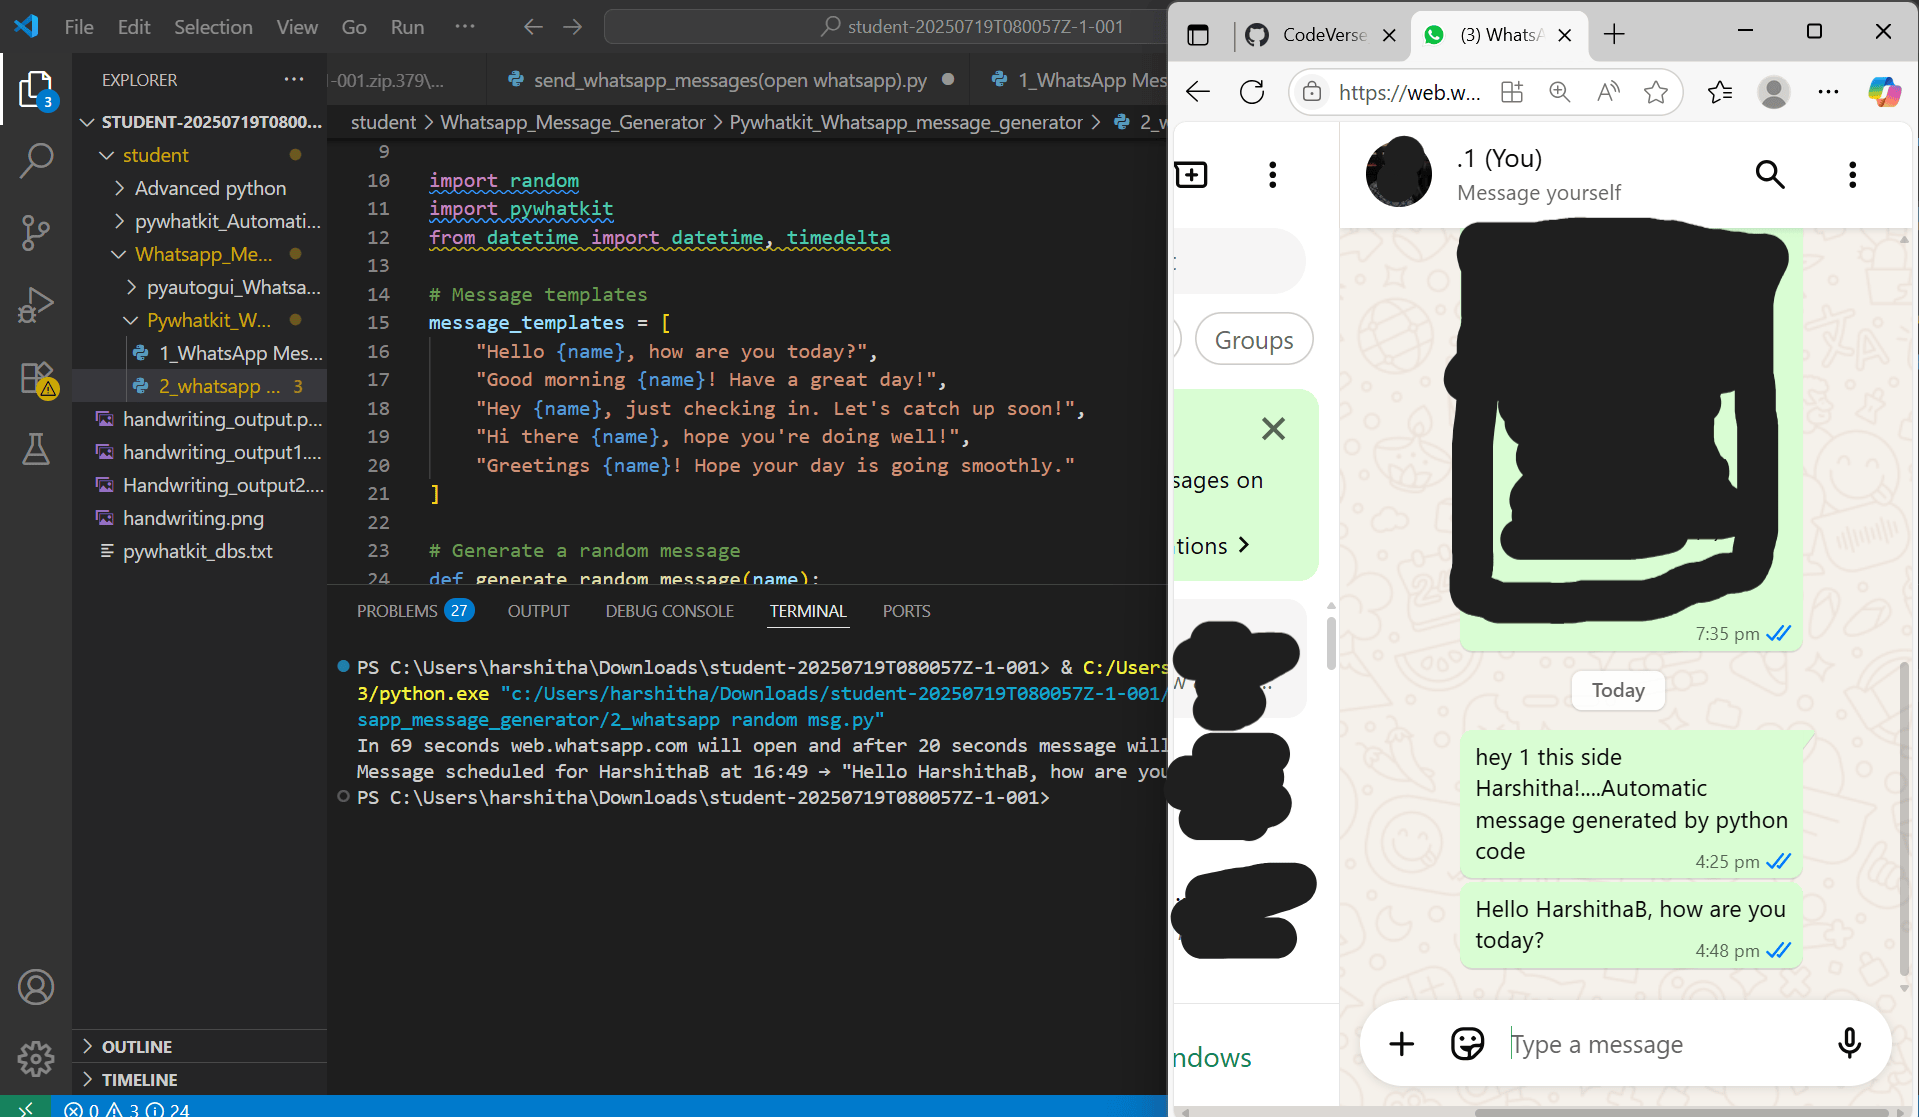 File Edit Selection View Go Run ...
student-20250719T080057Z-1-001
EXPLORER ...
STUDENT-20250719T0800...
student
Advanced python
pywhatkit_Automati...
Whatsapp_Me...
pyautogui_Whatsa...
Pywhatkit_W...
1_WhatsApp Mes...
2_whatsapp ... 3
handwriting_output.p...
handwriting_output1....
Handwriting_output2....
handwriting.png
pywhatkit_dbs.txt
OUTLINE
TIMELINE
3
0 3 24
1-001.zip.379\... send_whatsapp_messages(open whatsapp).py 1_WhatsApp Mes
student > Whatsapp_Message_Generator > Pywhatkit_Whatsapp_message_generator > 2_w
9
10 import random
11 import pywhatkit
12 from datetime import datetime, timedelta
13
14 # Message templates
15 message_templates = [
16 "Hello {name}, how are you today?",
17 "Good morning {name}! Have a great day!",
18 "Hey {name}, just checking in. Let's catch up soon!",
19 "Hi there {name}, hope you're doing well!",
20 "Greetings {name}! Hope your day is going smoothly."
21 ]
22
23 # Generate a random message
24 def generate_random_message(name):
PROBLEMS 27 OUTPUT DEBUG CONSOLE TERMINAL PORTS
PS C:\Users\harshitha\Downloads\student-20250719T080057Z-1-001> & C:/Users
3/python.exe "c:/Users/harshitha/Downloads/student-20250719T080057Z-1-001/
sapp_message_generator/2_whatsapp random msg.py"
In 69 seconds web.whatsapp.com will open and after 20 seconds message will
Message scheduled for HarshithaB at 16:49 → "Hello HarshithaB, how are you
PS C:\Users\harshitha\Downloads\student-20250719T080057Z-1-001>
CodeVerse (3) WhatsA
https://web.w...
Groups
sages on
tions >
ndows
.1 (You)
Message yourself
7:35 pm
Today
hey 1 this side
Harshitha!....Automatic
message generated by python
code
4:25 pm
Hello HarshithaB, how are you
today?
4:48 pm
Type a message